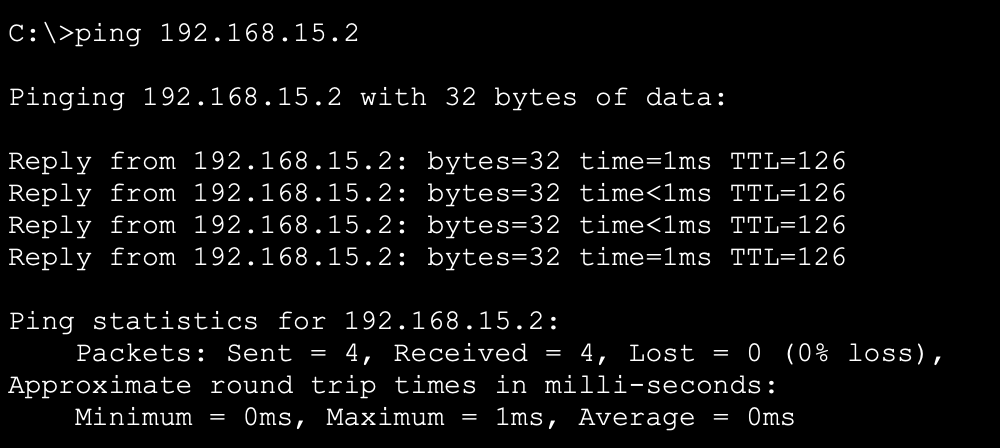 C:\>ping 192.168.15.2
Pinging 192.168.15.2 with 32 bytes of data:
Reply from 192.168.15.2: bytes=32 time=1ms TTL=126
Reply from 192.168.15.2: bytes=32 time<1ms TTL=126
Reply from 192.168.15.2: bytes=32 time<1ms TTL=126
Reply from 192.168.15.2: bytes=32 time=1ms TTL=126
Ping statistics for 192.168.15.2:
Packets: Sent = 4, Received = 4, Lost = 0 (0% loss),
Approximate round trip times in milli-seconds:
Minimum = 0ms, Maximum = 1ms, Average = 0ms